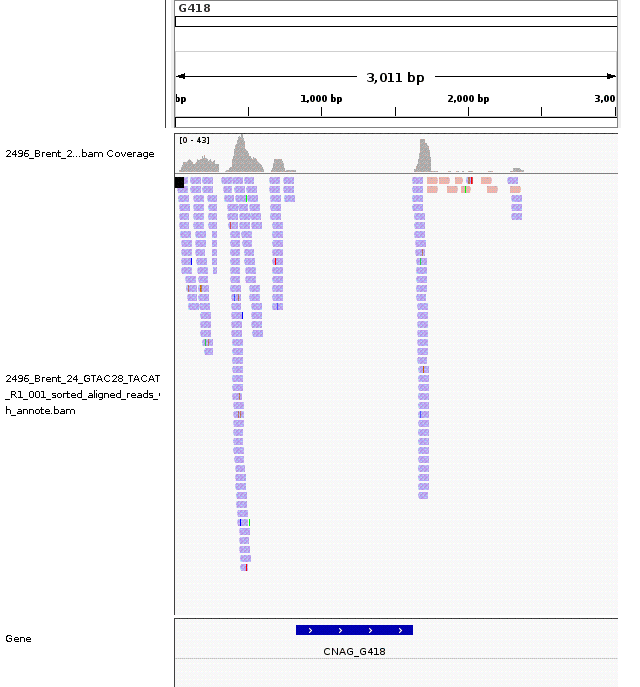 G418
3,011 bp
bp
1,000 bp
2,000 bp
3,00
2496_Brent_2...bam Coverage
[0 - 43]
2496_Brent_24_GTAC28_TACAT
_R1_001_sorted_aligned_reads_
h_annote.bam
Gene
CNAG_G418